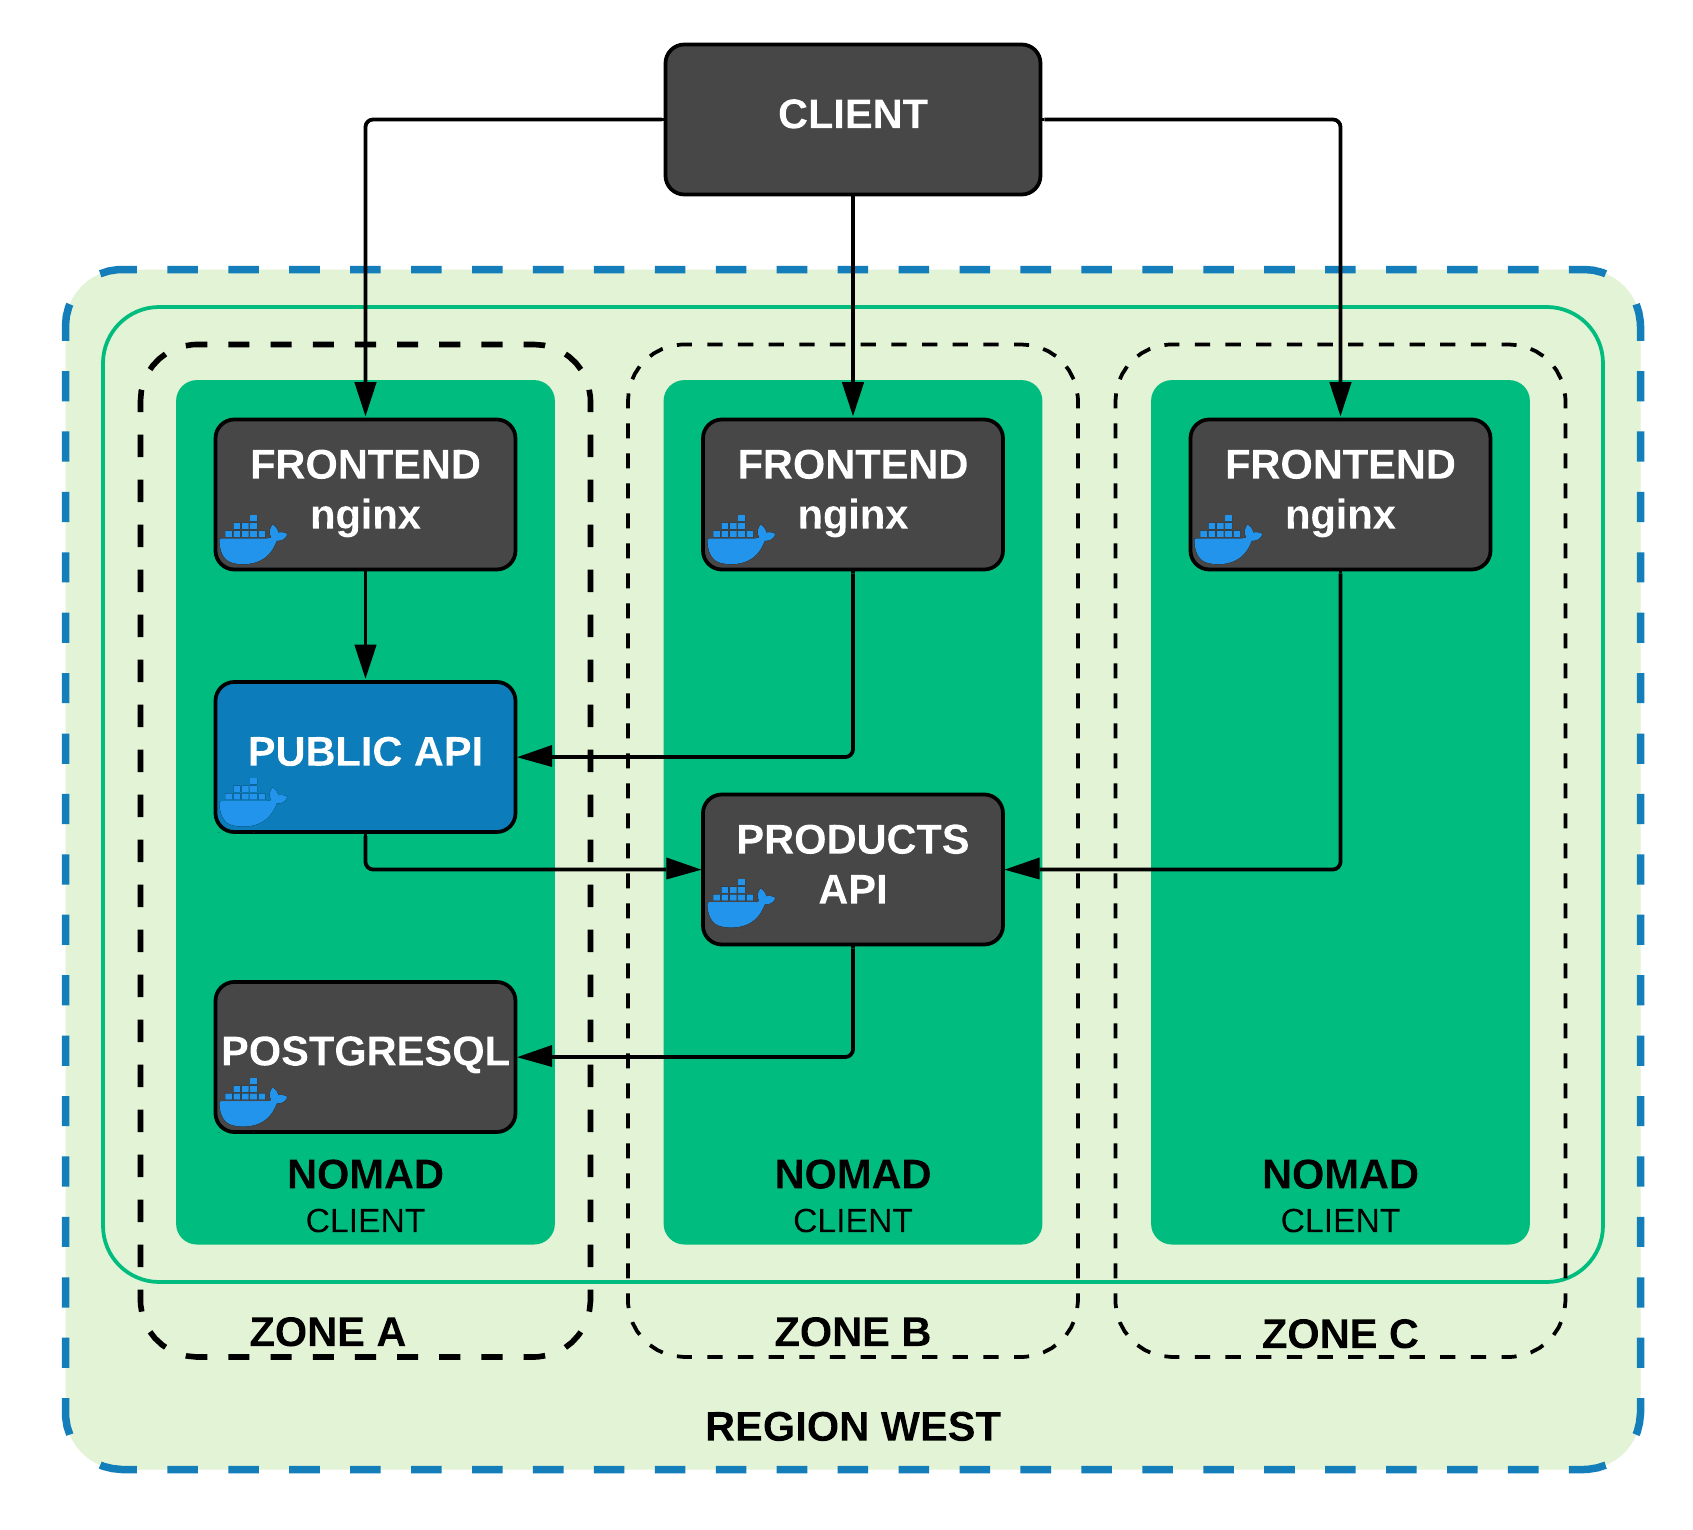 CLIENT
FRONTEND
nginx
FRONTEND
nginx
FRONTEND
nginx
PUBLIC API
PRODUCTS
API
POSTGRESQL
NOMAD
CLIENT
NOMAD
CLIENT
NOMAD
CLIENT
ZONE A
ZONE B
ZONE C
REGION WEST